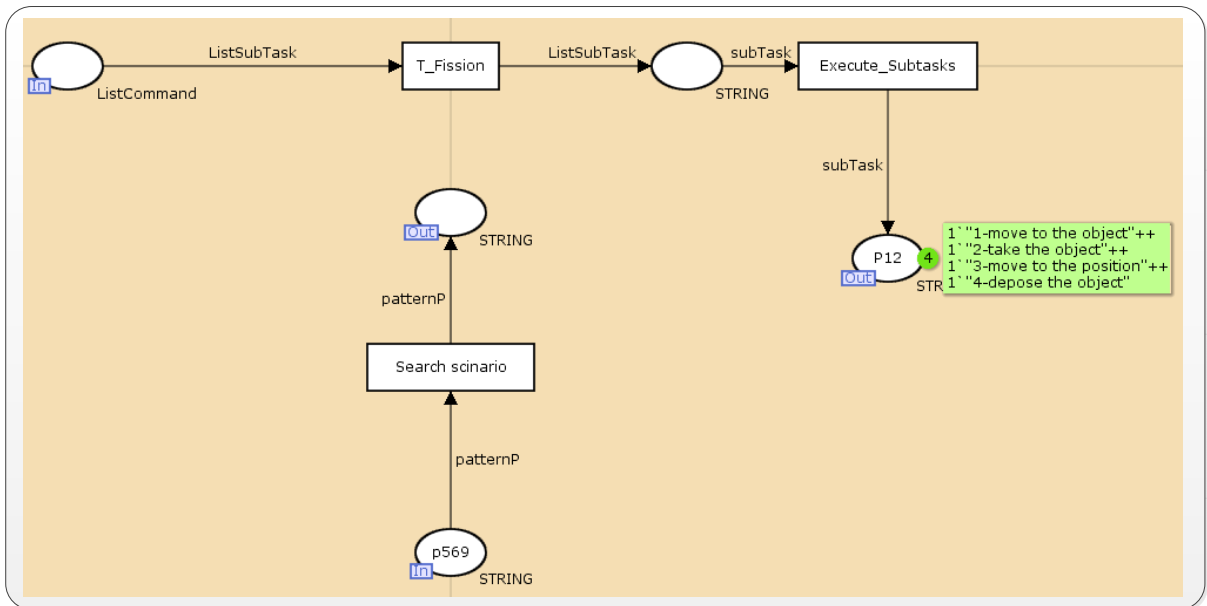 ListSubTask
ListSubTask
subTask
T_Fission
Execute_Subtasks
In
ListCommand
STRING
subTask
Out
STRING
1`"1-move to the object"++
1`"2-take the object"++
1`"3-move to the position"++
1`"4-depose the object"
P12
4
Out
STR
patternP
Search scinario
patternP
p569
In
STRING